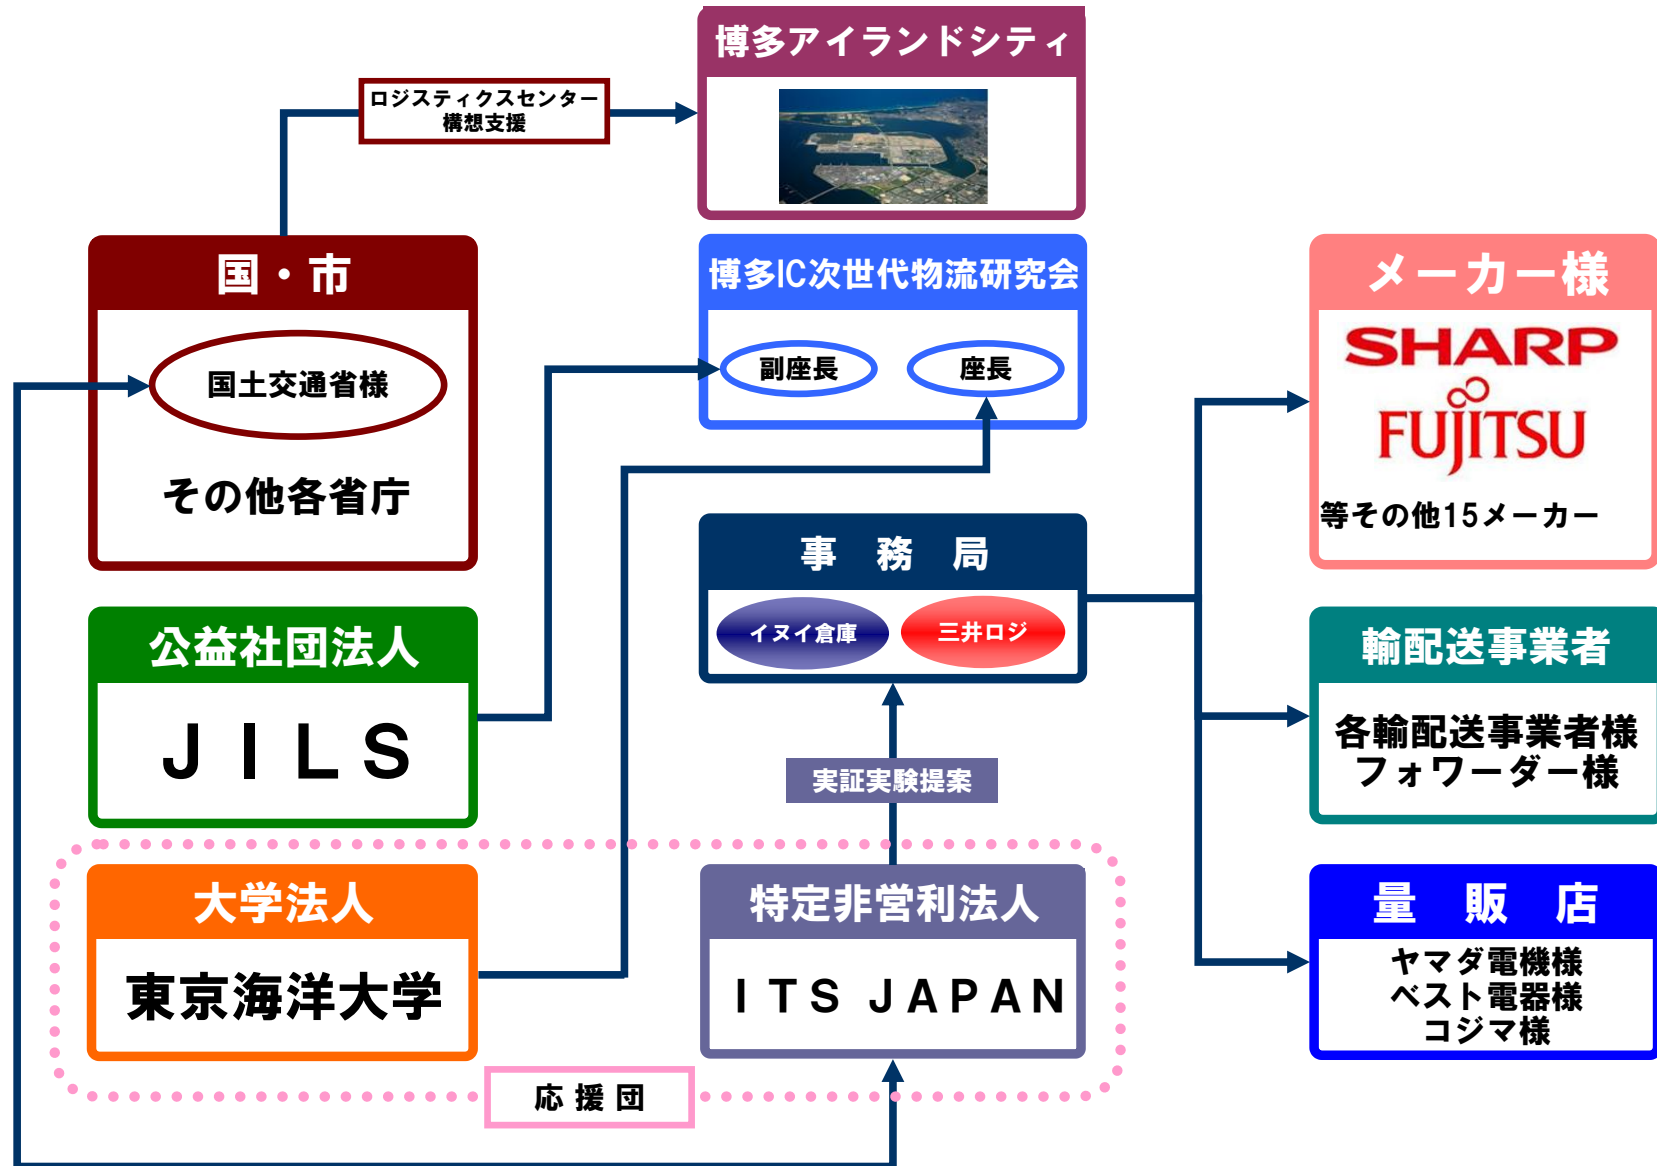 博多アイランドシティ
ロジスティクスセンター
構想支援
国・市
国土交通省様
その他各省庁
博多IC次世代物流研究会
副座長
座長
メーカー様
SHARP
FUJITSU
等その他15メーカー
事 務 局
イヌイ倉庫
三井ロジ
公益社団法人
JILS
輸配送事業者
各輸配送事業者様
フォワーダー様
実証実験提案
大学法人
東京海洋大学
特定非営利法人
ITS JAPAN
量 販 店
ヤマダ電機様
ベスト電器様
コジマ様
応援団